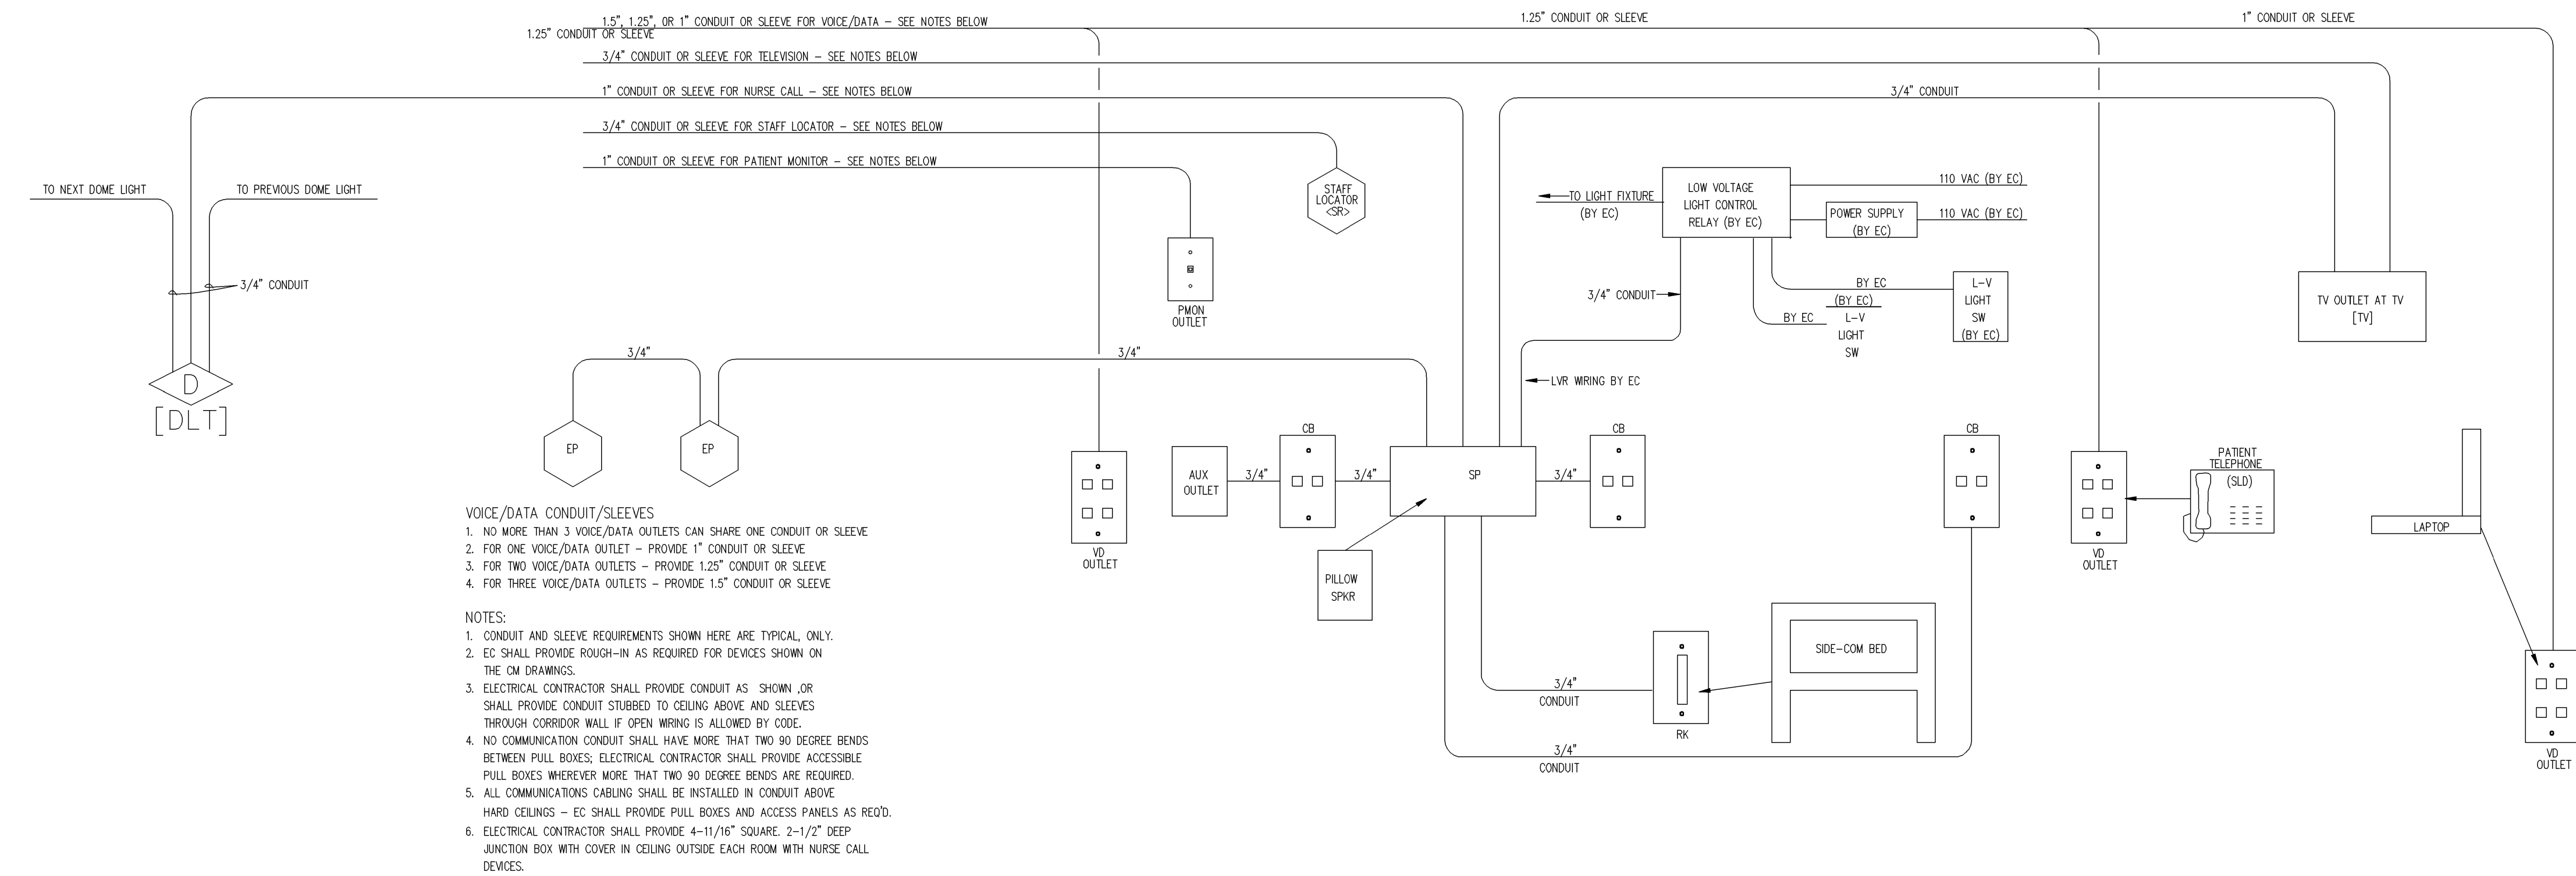 1.5", 1.25", OR 1" CONDUIT OR SLEEVE FOR VOICE/DATA – SEE NOTES BELOW
1.25" CONDUIT OR SLEEVE
1" CONDUIT OR SLEEVE
1.25" CONDUIT OR SLEEVE
3/4" CONDUIT OR SLEEVE FOR TELEVISION – SEE NOTES BELOW
1" CONDUIT OR SLEEVE FOR NURSE CALL – SEE NOTES BELOW
3/4" CONDUIT
3/4" CONDUIT OR SLEEVE FOR STAFF LOCATOR – SEE NOTES BELOW
1" CONDUIT OR SLEEVE FOR PATIENT MONITOR – SEE NOTES BELOW
TO NEXT DOME LIGHT
TO PREVIOUS DOME LIGHT
3/4" CONDUIT
D
[DLT]
STAFF
LOCATOR
<SR>
PMON
OUTLET
TO LIGHT FIXTURE
(BY EC)
LOW VOLTAGE
LIGHT CONTROL
RELAY (BY EC)
110 VAC (BY EC)
POWER SUPPLY
(BY EC)
110 VAC (BY EC)
3/4" CONDUIT
BY EC
(BY EC)
BY EC
L–V
LIGHT
SW
L–V
LIGHT
SW
(BY EC)
TV OUTLET AT TV
[TV]
3/4"
3/4"
LVR WIRING BY EC
EP
EP
VD
OUTLET
AUX
OUTLET
3/4"
CB
3/4"
SP
3/4"
CB
CB
PILLOW
SPKR
VD
OUTLET
PATIENT
TELEPHONE
(SLD)
LAPTOP
SIDE–COM BED
3/4"
CONDUIT
RK
3/4"
CONDUIT
VD
OUTLET
VOICE/DATA CONDUIT/SLEEVES
1. NO MORE THAN 3 VOICE/DATA OUTLETS CAN SHARE ONE CONDUIT OR SLEEVE
2. FOR ONE VOICE/DATA OUTLET – PROVIDE 1" CONDUIT OR SLEEVE
3. FOR TWO VOICE/DATA OUTLETS – PROVIDE 1.25" CONDUIT OR SLEEVE
4. FOR THREE VOICE/DATA OUTLETS – PROVIDE 1.5" CONDUIT OR SLEEVE
NOTES:
1. CONDUIT AND SLEEVE REQUIREMENTS SHOWN HERE ARE TYPICAL, ONLY.
2. EC SHALL PROVIDE ROUGH–IN AS REQUIRED FOR DEVICES SHOWN ON
THE CM DRAWINGS.
3. ELECTRICAL CONTRACTOR SHALL PROVIDE CONDUIT AS SHOWN ,OR
SHALL PROVIDE CONDUIT STUBBED TO CEILING ABOVE AND SLEEVES
THROUGH CORRIDOR WALL IF OPEN WIRING IS ALLOWED BY CODE.
4. NO COMMUNICATION CONDUIT SHALL HAVE MORE THAT TWO 90 DEGREE BENDS
BETWEEN PULL BOXES; ELECTRICAL CONTRACTOR SHALL PROVIDE ACCESSIBLE
PULL BOXES WHEREVER MORE THAT TWO 90 DEGREE BENDS ARE REQUIRED.
5. ALL COMMUNICATIONS CABLING SHALL BE INSTALLED IN CONDUIT ABOVE
HARD CEILINGS – EC SHALL PROVIDE PULL BOXES AND ACCESS PANELS AS REQ'D.
6. ELECTRICAL CONTRACTOR SHALL PROVIDE 4–11/16" SQUARE. 2–1/2" DEEP
JUNCTION BOX WITH COVER IN CEILING OUTSIDE EACH ROOM WITH NURSE CALL
DEVICES.